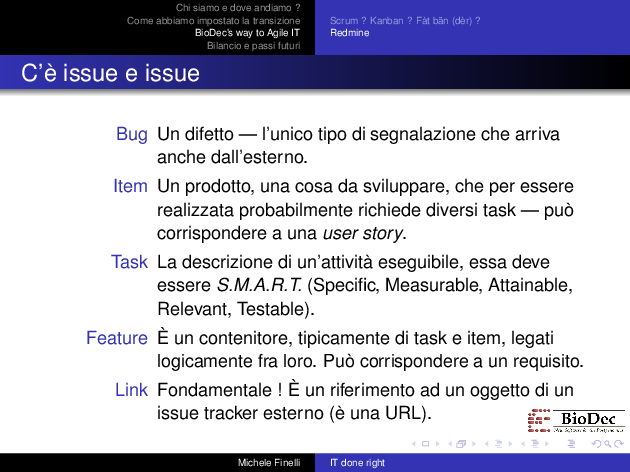 Chi siamo e dove andiamo ?
Come abbiamo impostato la transizione
BioDec's way to Agile IT
Bilancio e passi futuri
Scrum ? Kanban ? Fàt bān (dèr) ?
Redmine
C'è issue e issue
Bug Un difetto — l'unico tipo di segnalazione che arriva
anche dall'esterno.
Item Un prodotto, una cosa da sviluppare, che per essere
realizzata probabilmente richiede diversi task — può
corrispondere a una user story.
Task La descrizione di un'attività eseguibile, essa deve
essere S.M.A.R.T. (Specific, Measurable, Attainable,
Relevant, Testable).
Feature È un contenitore, tipicamente di task e item, legati
logicamente fra loro. Può corrispondere a un requisito.
Link Fondamentale ! È un riferimento ad un oggetto di un
issue tracker esterno (è una URL).
BioDec
Michele Finelli
IT done right